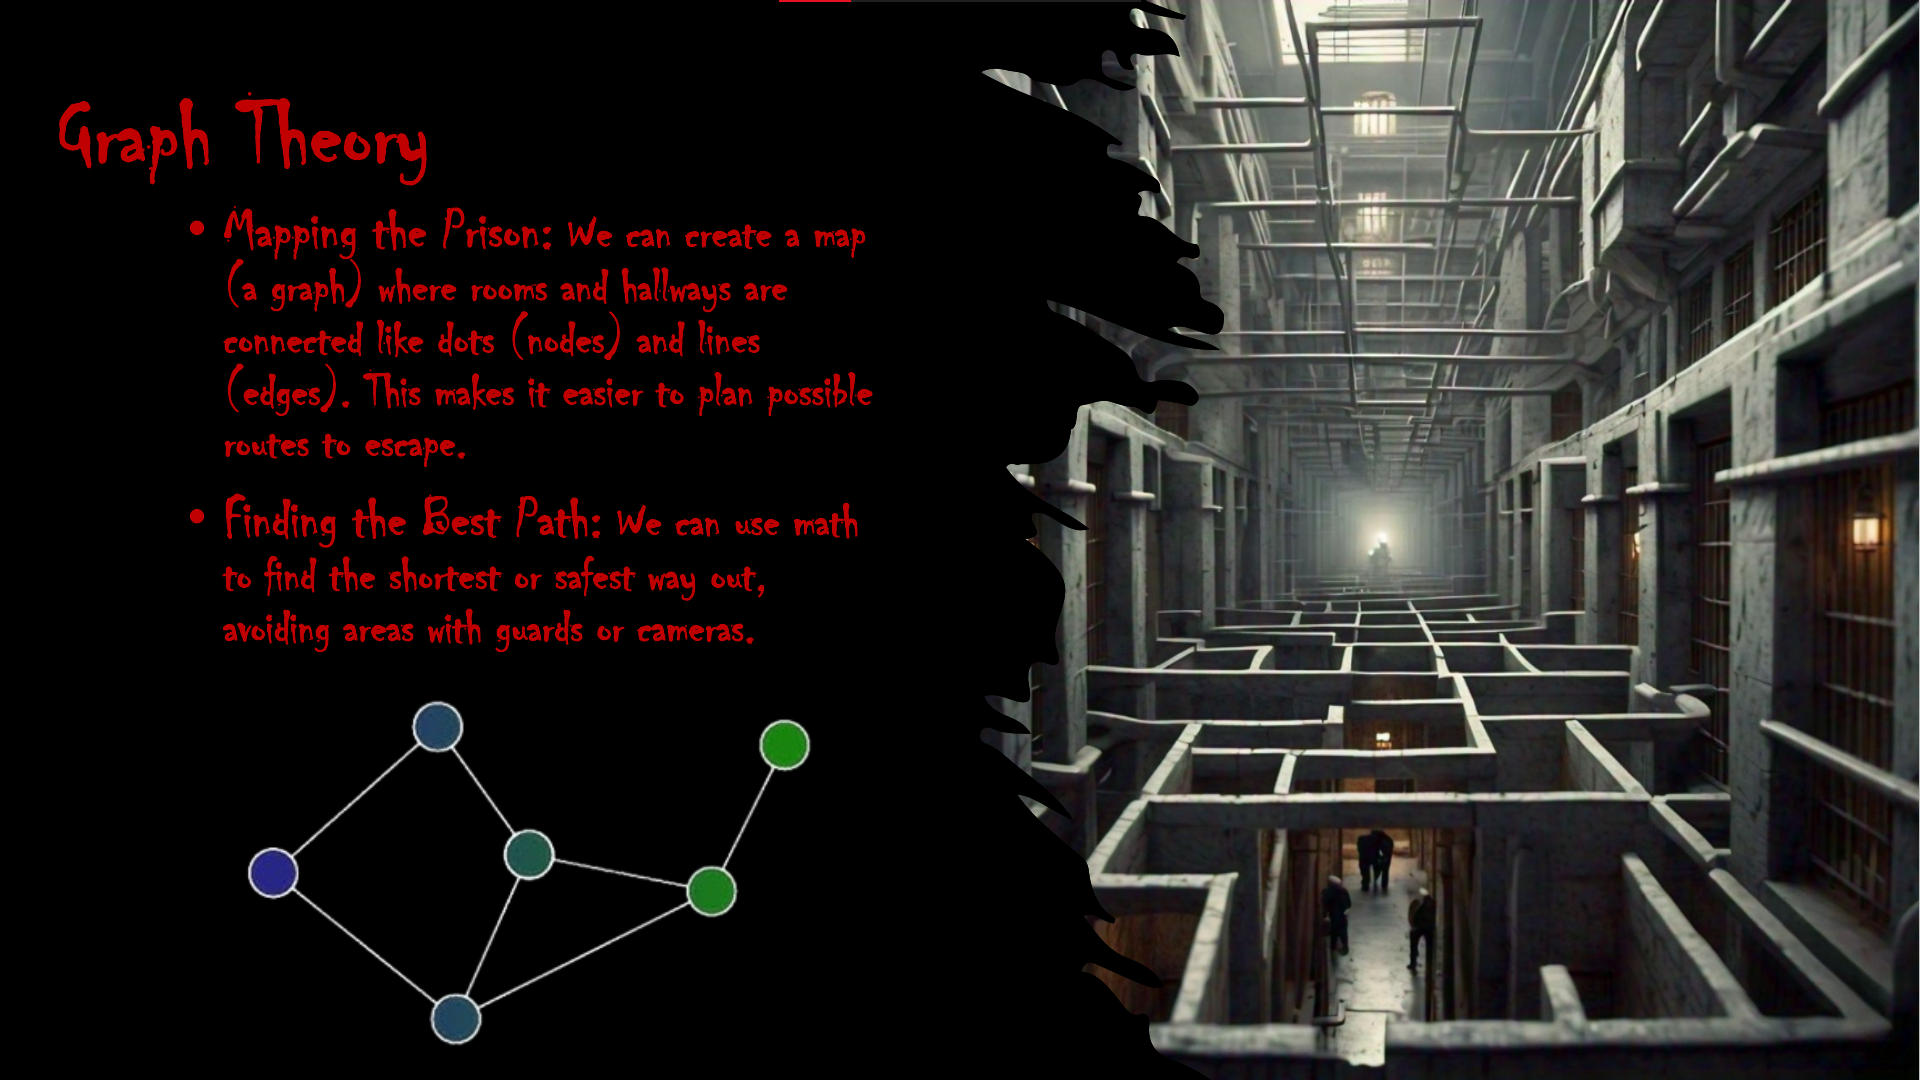 Graph Theory
• Mapping the Prison: We can create a map
(a graph) where rooms and hallways are
connected like dots (nodes) and lines
(edges). This makes it easier to plan possible
routes to escape.
• Finding the Best Path: We can use math
to find the shortest or safest way out,
avoiding areas with guards or cameras.